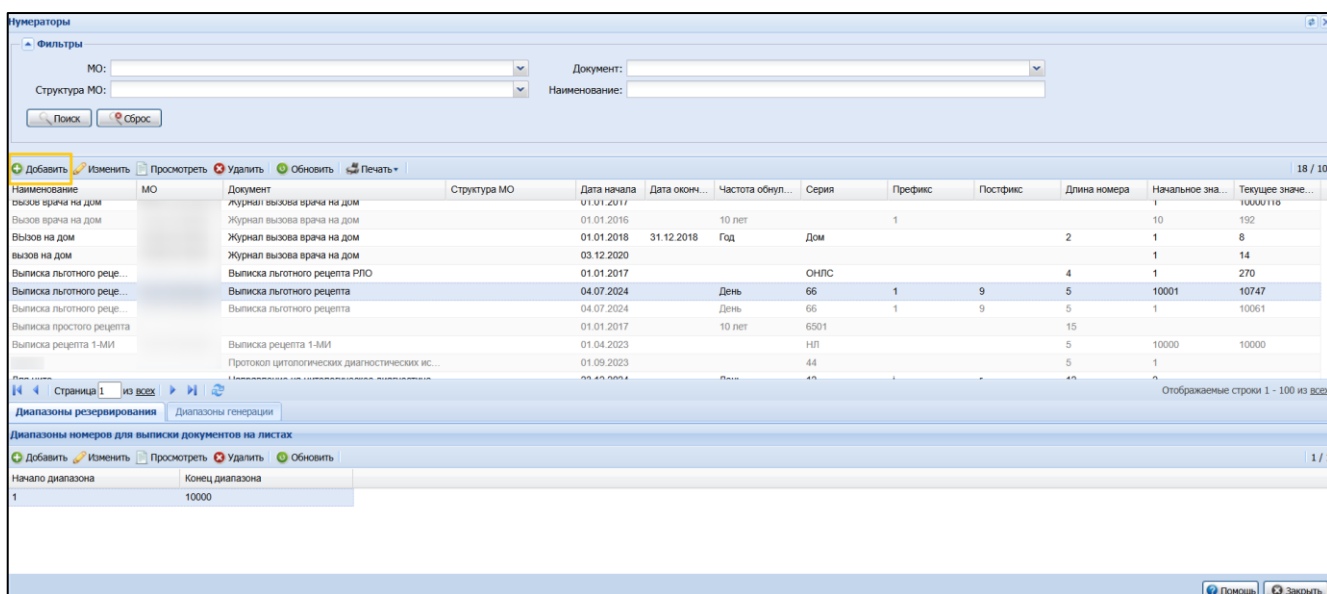 Нумераторы
Фильтры
МО: Документ:
Структура МО: Наименование:
Поиск Сброс
Добавить Изменить Просмотреть Удалить Обновить Печать 18 / 10
Наименование МО Документ Структура МО Дата начала Дата оконч... Частота обнул... Серия Префикс Постфикс Длина номера Начальное зна... Текущее значе...
Вызов врача на дом Журнал вызова врача на дом 01.01.2017 1 10000118
Вызов врача на дом Журнал вызова врача на дом 01.01.2016 10 лет 1 10 192
ВЫзов на дом Журнал вызова врача на дом 01.01.2018 31.12.2018 Год Дом 2 1 8
вызов на дом Журнал вызова врача на дом 03.12.2020 1 14
Выписка льготного реце... Выписка льготного рецепта РЛО 01.01.2017 ОНЛС 4 1 270
Выписка льготного реце... Выписка льготного рецепта 04.07.2024 День 66 1 9 5 10001 10747
Выписка льготного реце... Выписка льготного рецепта 04.07.2024 День 66 1 9 5 1 10061
Выписка простого рецепта 01.01.2017 10 лет 6501 15
Выписка рецепта 1-МИ Выписка рецепта 1-МИ 01.04.2023 НЛ 5 10000 10000
Протокол цитологических диагностических ис... 01.09.2023 44 5 1
Страница 1 из всех Отображаемые строки 1 - 100 из всех
Диапазоны резервирования Диапазоны генерации
Диапазоны номеров для выписки документов на листах
Добавить Изменить Просмотреть Удалить Обновить 1 /
Начало диапазона Конец диапазона
1 10000
Помощь Закрыть